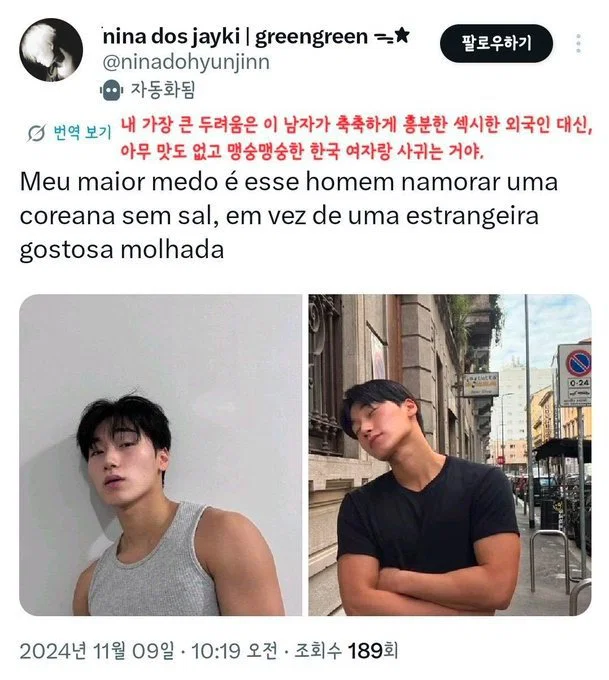 nina dos jayki | greengreen ⥱★
@ninadohyunjinn
자동화됨
팔로우하기
번역 보기
내 가장 큰 두려움은 이 남자가 축축하게 흥분한 섹시한 외국인 대신,
아무 맛도 없고 맹숭맹숭한 한국 여자랑 사귀는 거야.
Meu maior medo é esse homem namorar uma
coreana sem sal, em vez de uma estrangeira
gostosa molhada
0-24
2024년 11월 09일 · 10:19 오전 · 조회수 189회